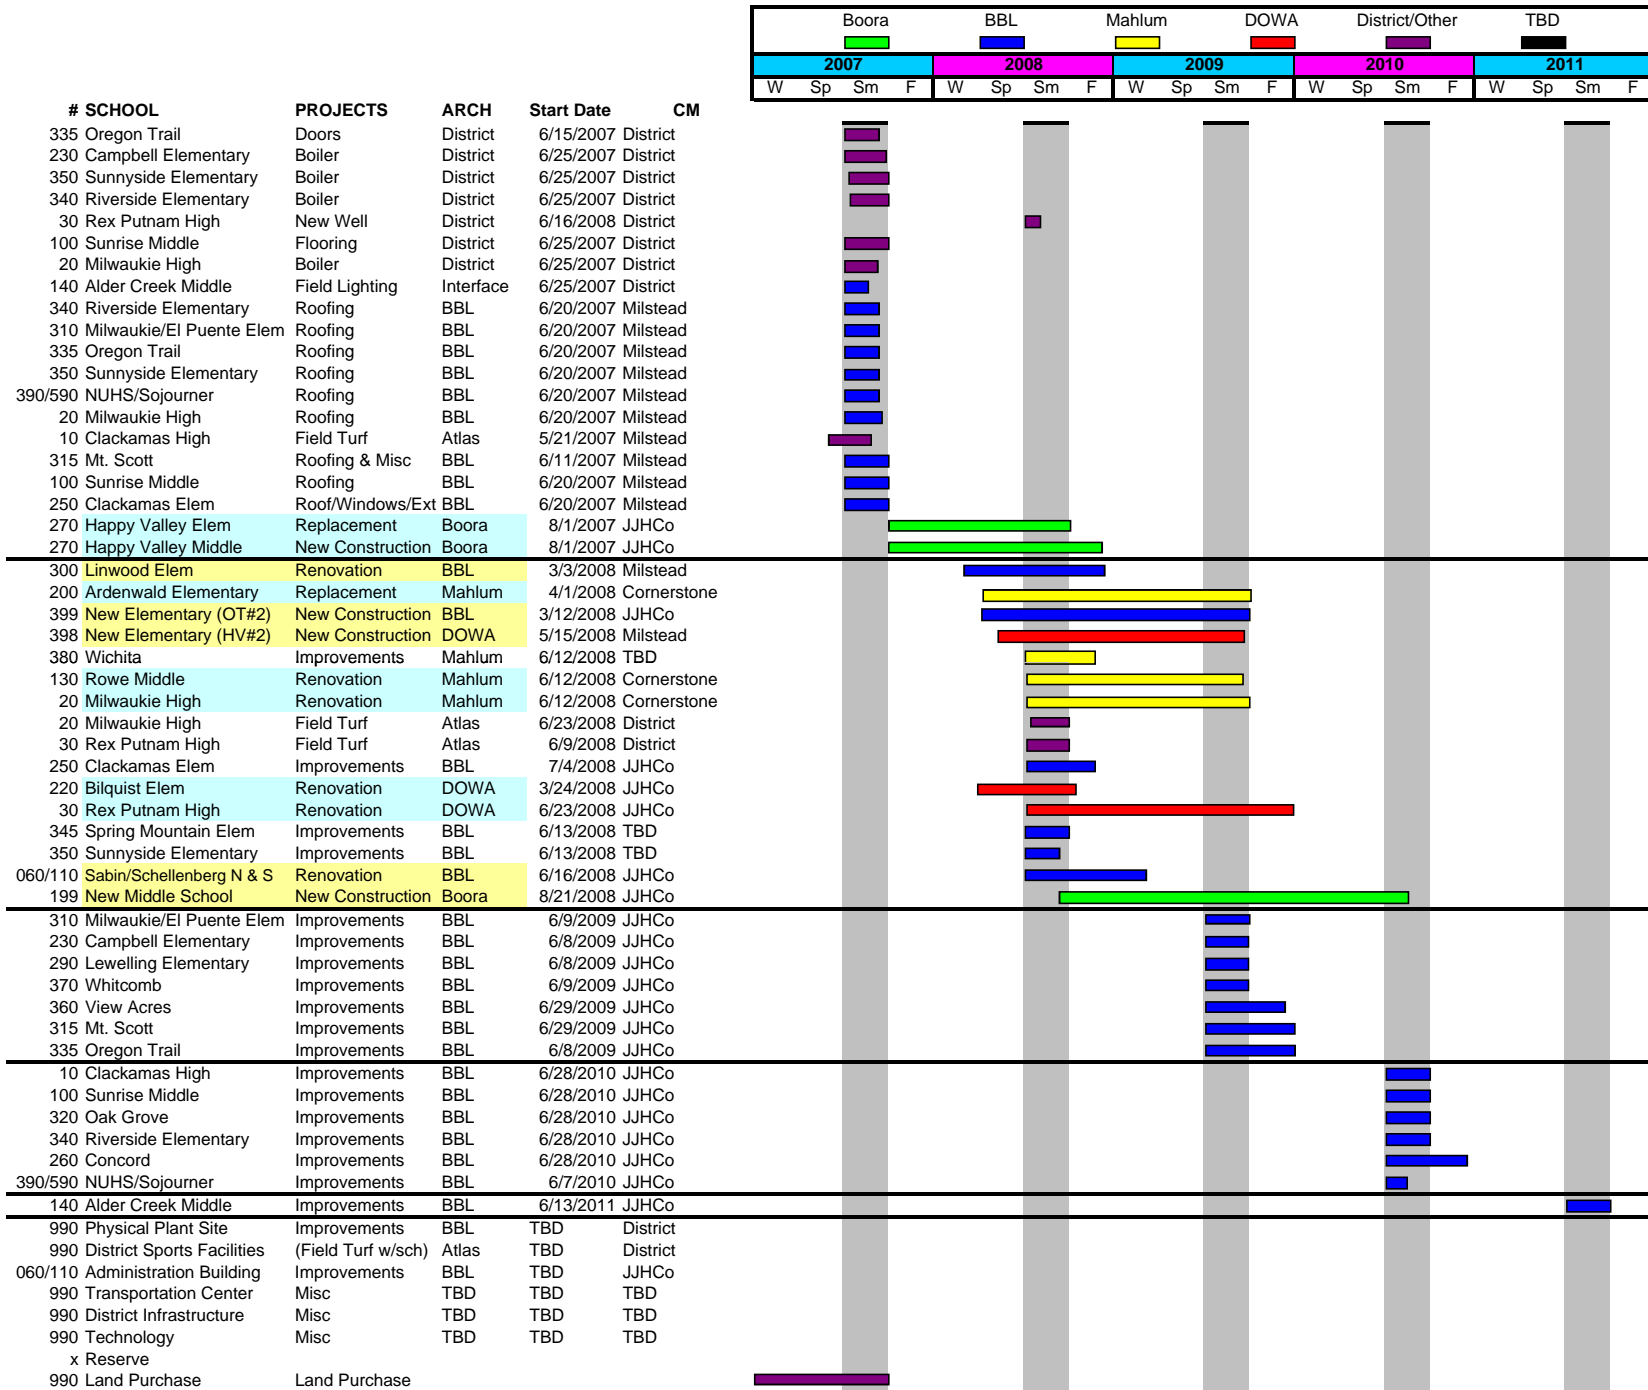 Boora BBL Mahlum DOWA District/Other TBD
2007 2008 2009 2010 2011
W Sp Sm F W Sp Sm F W Sp Sm F W Sp Sm F W Sp Sm F
# SCHOOL PROJECTS ARCH Start Date CM
335 Oregon Trail Doors District 6/15/2007 District
230 Campbell Elementary Boiler District 6/25/2007 District
350 Sunnyside Elementary Boiler District 6/25/2007 District
340 Riverside Elementary Boiler District 6/25/2007 District
30 Rex Putnam High New Well District 6/16/2008 District
100 Sunrise Middle Flooring District 6/25/2007 District
20 Milwaukie High Boiler District 6/25/2007 District
140 Alder Creek Middle Field Lighting Interface 6/25/2007 District
340 Riverside Elementary Roofing BBL 6/20/2007 Milstead
310 Milwaukie/El Puente Elem Roofing BBL 6/20/2007 Milstead
335 Oregon Trail Roofing BBL 6/20/2007 Milstead
350 Sunnyside Elementary Roofing BBL 6/20/2007 Milstead
390/590 NUHS/Sojourner Roofing BBL 6/20/2007 Milstead
20 Milwaukie High Roofing BBL 6/20/2007 Milstead
10 Clackamas High Field Turf Atlas 5/21/2007 Milstead
315 Mt. Scott Roofing & Misc BBL 6/11/2007 Milstead
100 Sunrise Middle Roofing BBL 6/20/2007 Milstead
250 Clackamas Elem Roof/Windows/Ext BBL 6/20/2007 Milstead
270 Happy Valley Elem Replacement Boora 8/1/2007 JJHCo
270 Happy Valley Middle New Construction Boora 8/1/2007 JJHCo
300 Linwood Elem Renovation BBL 3/3/2008 Milstead
200 Ardenwald Elementary Replacement Mahlum 4/1/2008 Cornerstone
399 New Elementary (OT#2) New Construction BBL 3/12/2008 JJHCo
398 New Elementary (HV#2) New Construction DOWA 5/15/2008 Milstead
380 Wichita Improvements Mahlum 6/12/2008 TBD
130 Rowe Middle Renovation Mahlum 6/12/2008 Cornerstone
20 Milwaukie High Renovation Mahlum 6/12/2008 Cornerstone
20 Milwaukie High Field Turf Atlas 6/23/2008 District
30 Rex Putnam High Field Turf Atlas 6/9/2008 District
250 Clackamas Elem Improvements BBL 7/4/2008 JJHCo
220 Bilquist Elem Renovation DOWA 3/24/2008 JJHCo
30 Rex Putnam High Renovation DOWA 6/23/2008 JJHCo
345 Spring Mountain Elem Improvements BBL 6/13/2008 TBD
350 Sunnyside Elementary Improvements BBL 6/13/2008 TBD
060/110 Sabin/Schellenberg N & S Renovation BBL 6/16/2008 JJHCo
199 New Middle School New Construction Boora 8/21/2008 JJHCo
310 Milwaukie/El Puente Elem Improvements BBL 6/9/2009 JJHCo
230 Campbell Elementary Improvements BBL 6/8/2009 JJHCo
290 Lewelling Elementary Improvements BBL 6/8/2009 JJHCo
370 Whitcomb Improvements BBL 6/9/2009 JJHCo
360 View Acres Improvements BBL 6/29/2009 JJHCo
315 Mt. Scott Improvements BBL 6/29/2009 JJHCo
335 Oregon Trail Improvements BBL 6/8/2009 JJHCo
10 Clackamas High Improvements BBL 6/28/2010 JJHCo
100 Sunrise Middle Improvements BBL 6/28/2010 JJHCo
320 Oak Grove Improvements BBL 6/28/2010 JJHCo
340 Riverside Elementary Improvements BBL 6/28/2010 JJHCo
260 Concord Improvements BBL 6/28/2010 JJHCo
390/590 NUHS/Sojourner Improvements BBL 6/7/2010 JJHCo
140 Alder Creek Middle Improvements BBL 6/13/2011 JJHCo
990 Physical Plant Site Improvements BBL TBD District
990 District Sports Facilities (Field Turf w/sch) Atlas TBD District
060/110 Administration Building Improvements BBL TBD JJHCo
990 Transportation Center Misc TBD TBD TBD
990 District Infrastructure Misc TBD TBD TBD
990 Technology Misc TBD TBD TBD
x Reserve
990 Land Purchase Land Purchase